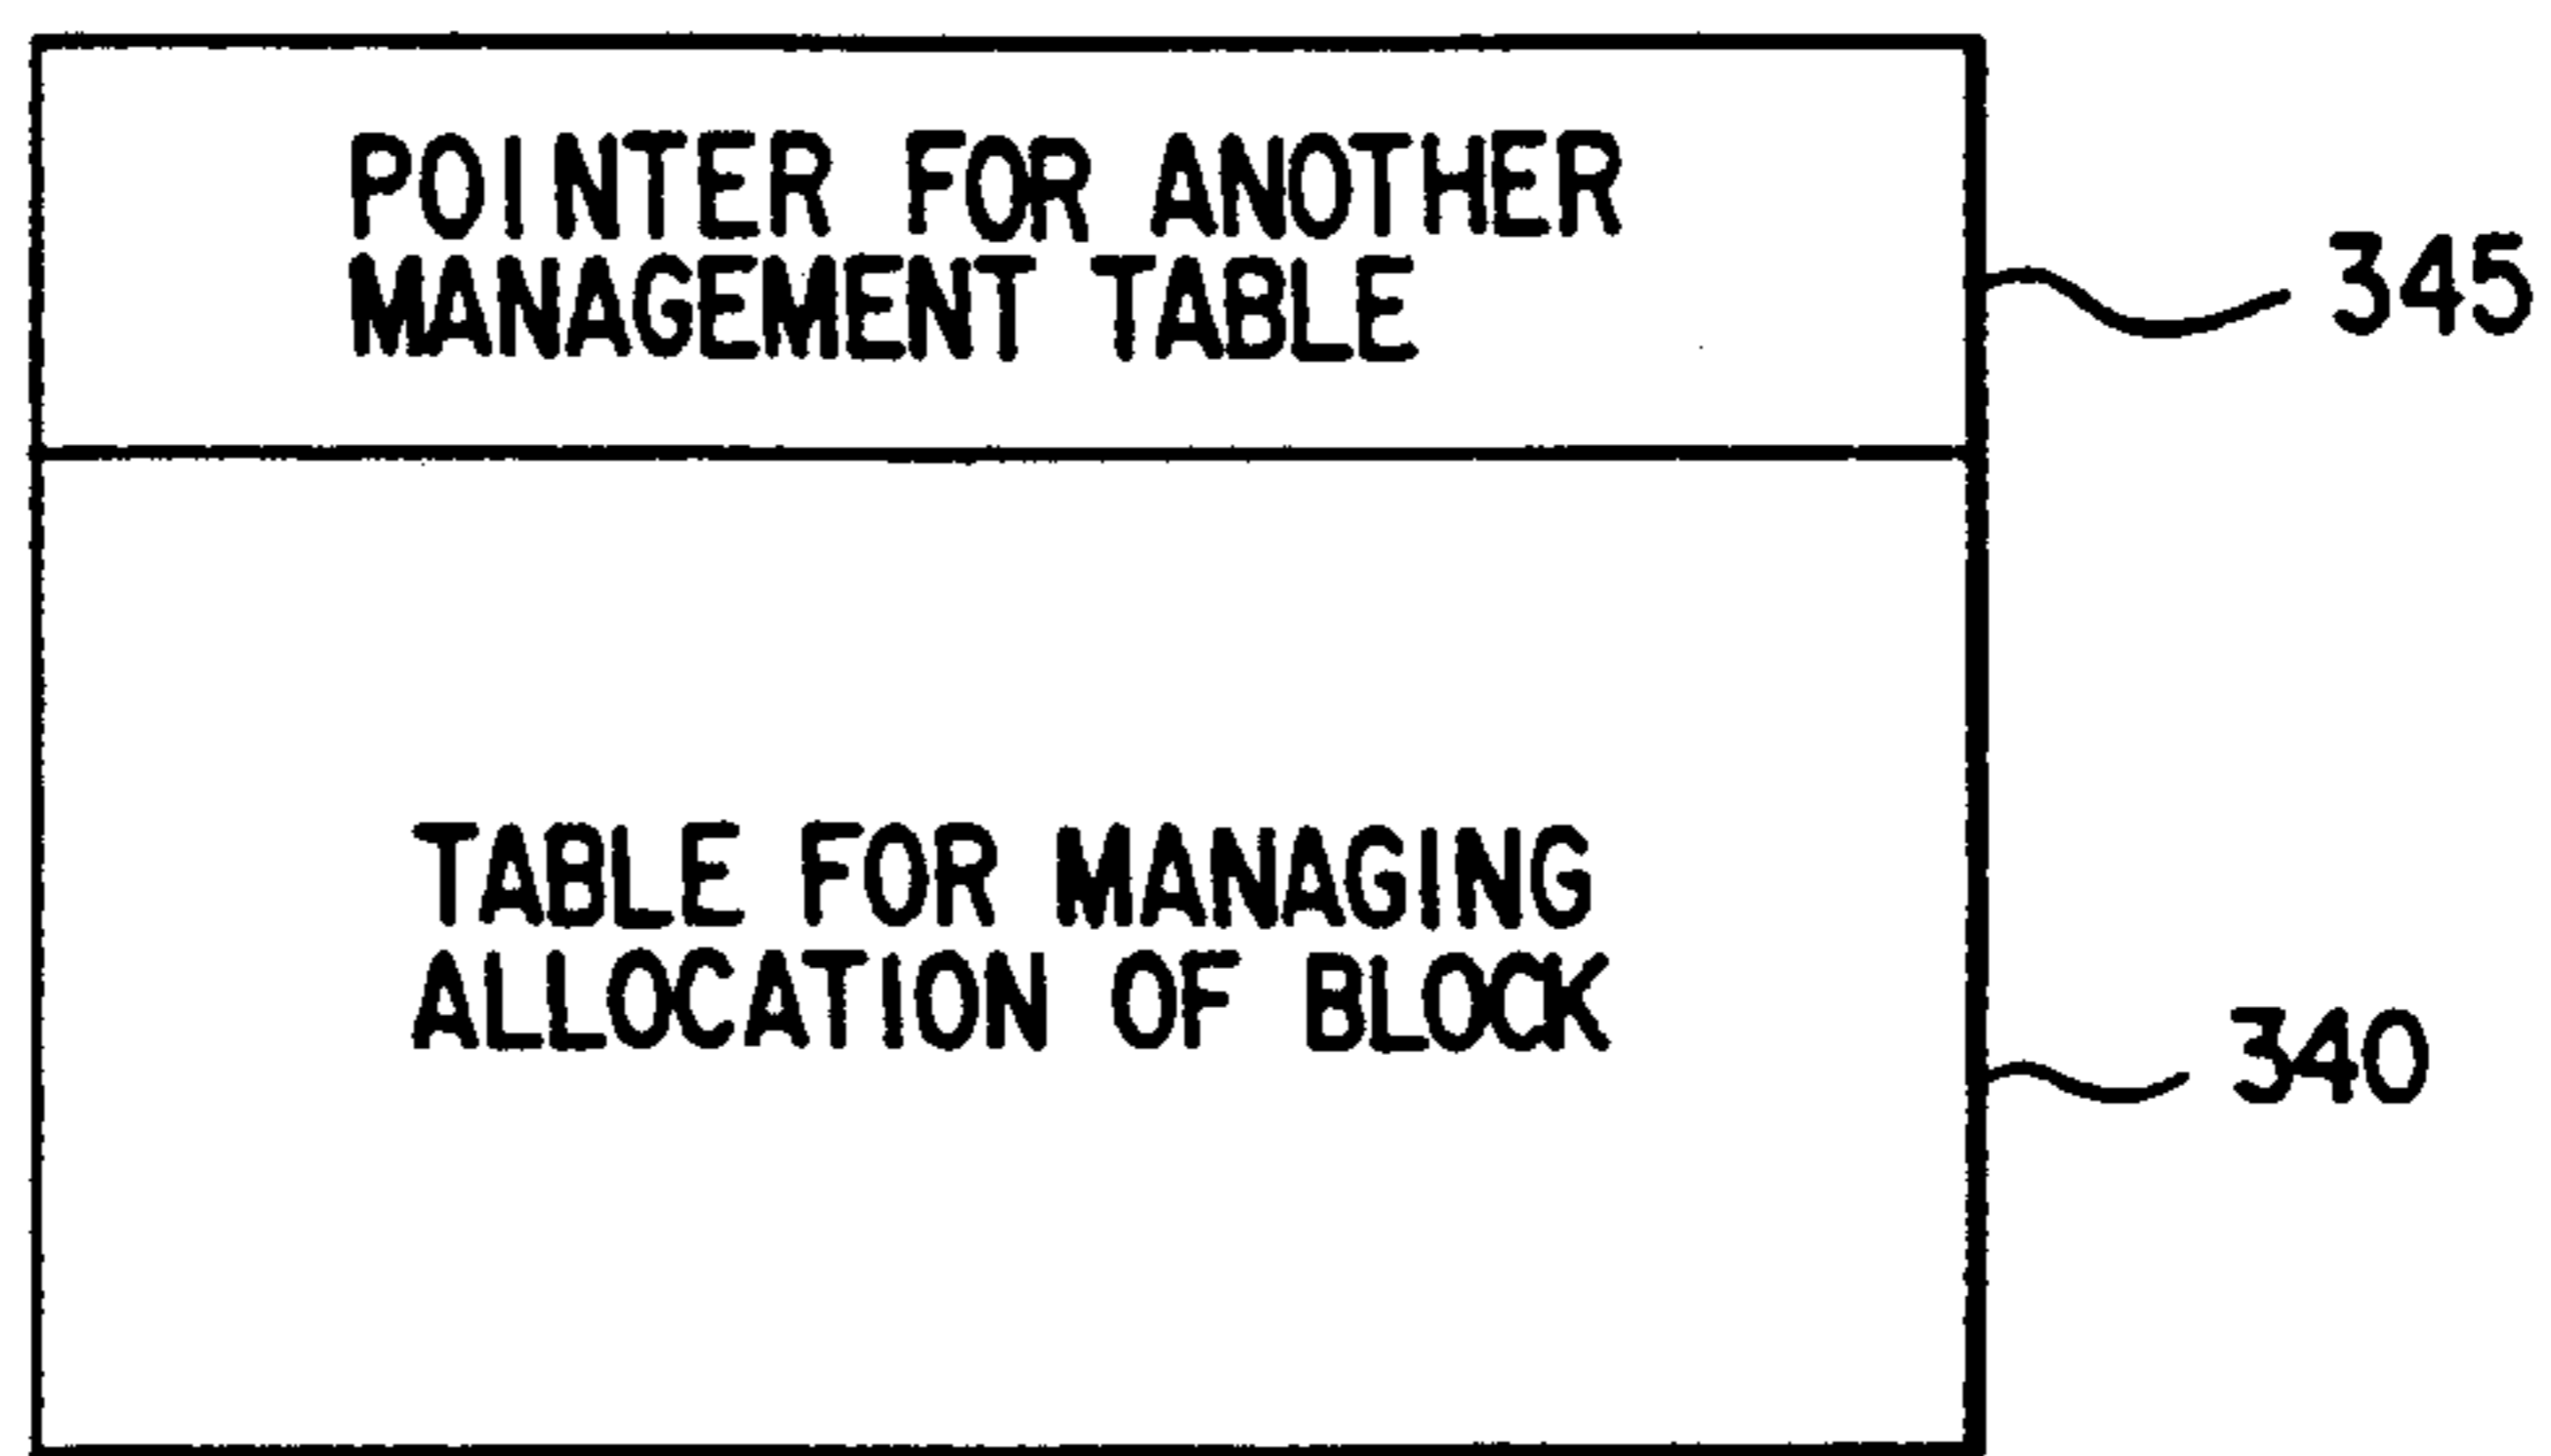 POINTER FOR ANOTHER
MANAGEMENT TABLE
345
TABLE FOR MANAGING
ALLOCATION OF BLOCK
340